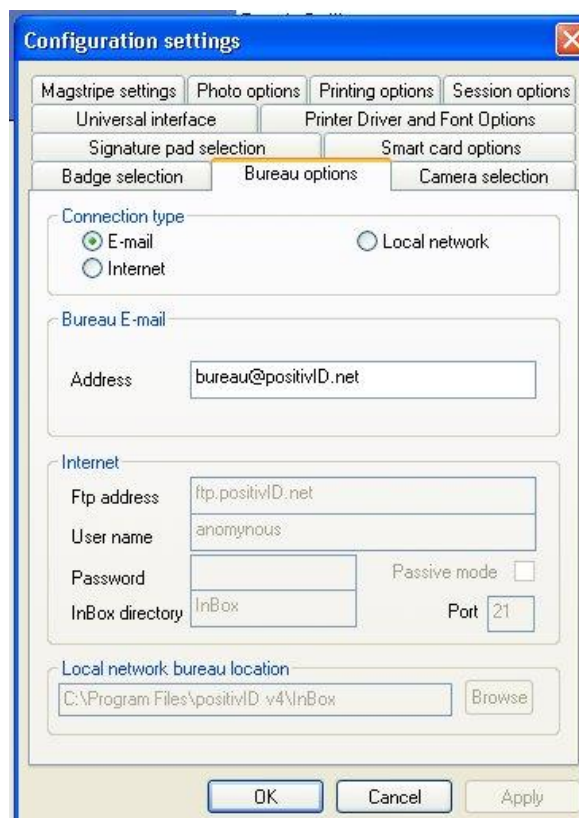 Configuration settings
Magstripe settings Photo options Printing options Session options
Universal interface Printer Driver and Font Options
Signature pad selection Smart card options
Badge selection Bureau options Camera selection
Connection type
E-mail Local network
Internet
Bureau E-mail
Address bureau@positivID.net
Internet
Ftp address ftp.positivID.net
User name anomynous
Password Passive mode
InBox directory InBox Port 21
Local network bureau location
C:\Program Files\positivID v4\InBox Browse
OK Cancel Apply